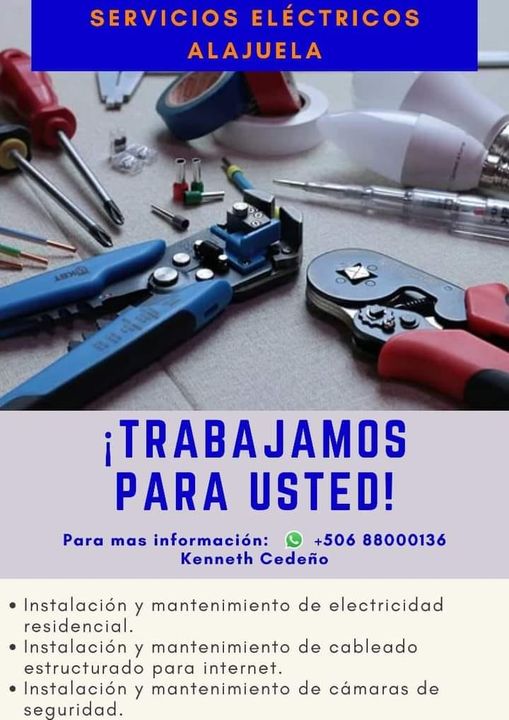 SERVICIOS ELÉCTRICOS
ALAJUELA
¡TRABAJAMOS
PARA USTED!
Para mas información: +506 88000136
Kenneth Cedeño
• Instalación y mantenimiento de electricidad
residencial.
• Instalación y mantenimiento de cableado
estructurado para internet.
• Instalación y mantenimiento de cámaras de
seguridad.